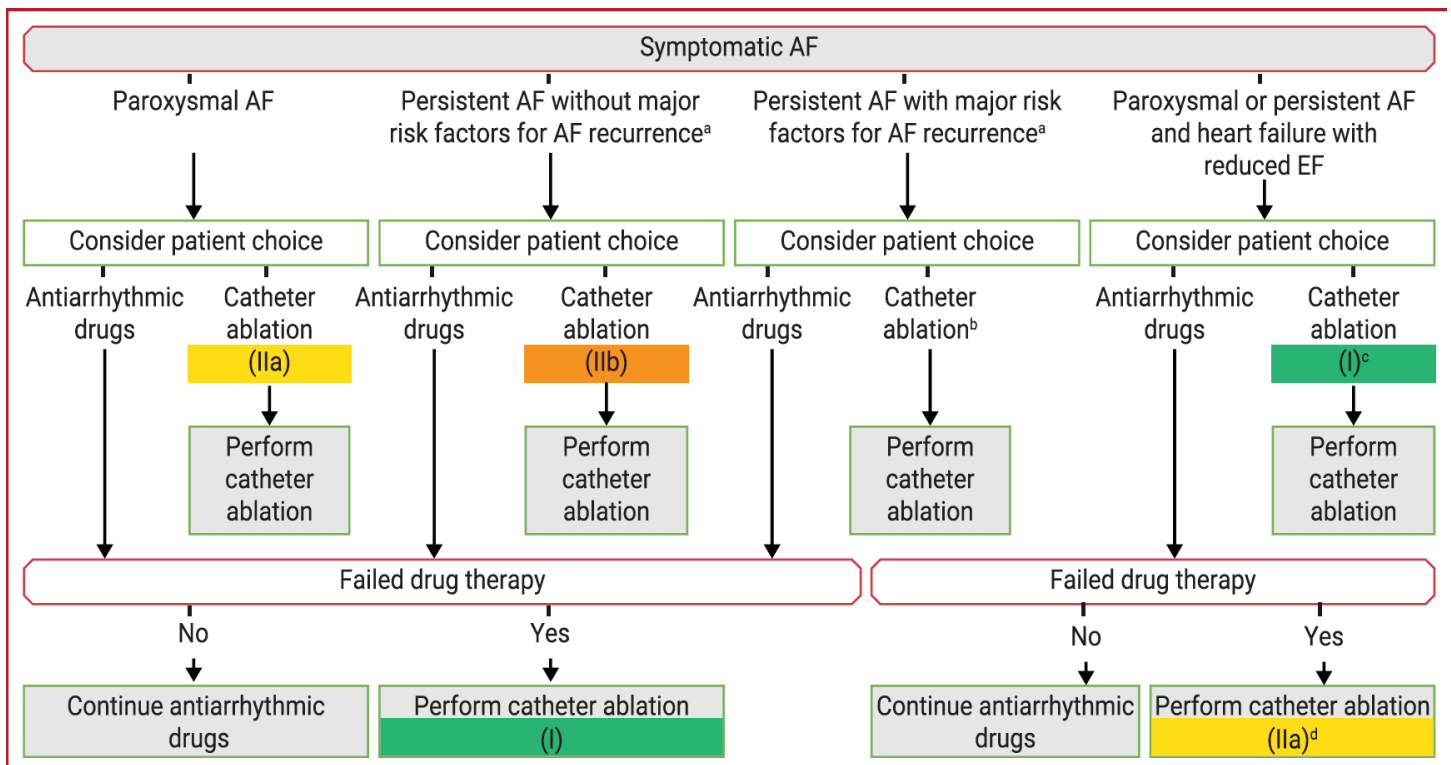 Symptomatic AF
Paroxysmal AF
Persistent AF without major
risk factors for AF recurrenceᵃ
Persistent AF with major risk
factors for AF recurrenceᵃ
Paroxysmal or persistent AF
and heart failure with
reduced EF
Consider patient choice
Consider patient choice
Consider patient choice
Consider patient choice
Antiarrhythmic
drugs
Catheter
ablation
(IIa)
Antiarrhythmic
drugs
Catheter
ablation
(IIb)
Antiarrhythmic
drugs
Catheter
ablationᵇ
Antiarrhythmic
drugs
Catheter
ablation
(I)ᶜ
Perform
catheter
ablation
Perform
catheter
ablation
Perform
catheter
ablation
Perform
catheter
ablation
Failed drug therapy
Failed drug therapy
No
Yes
No
Yes
Continue antiarrhythmic
drugs
Perform catheter ablation
(I)
Continue antiarrhythmic
drugs
Perform catheter ablation
(IIa)ᵈ